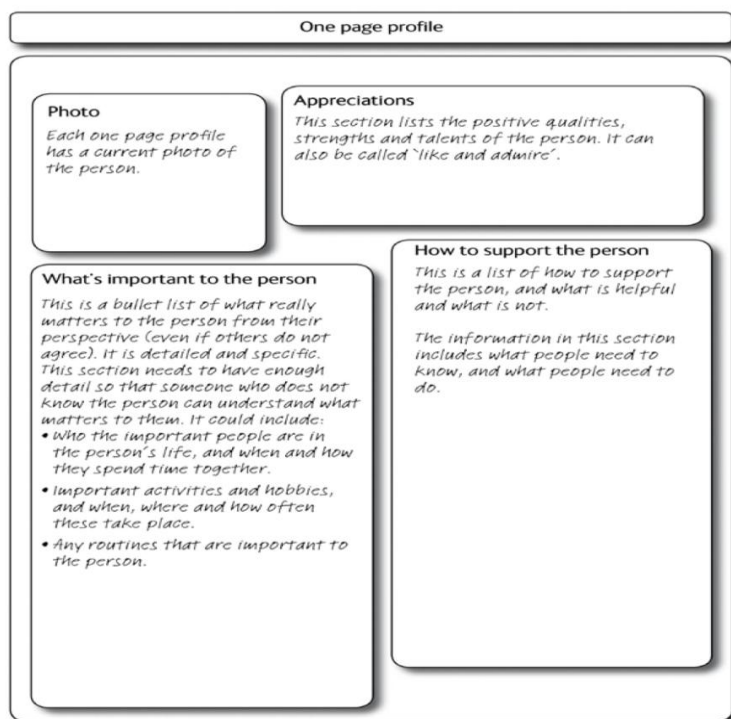 One page profile
Photo
Each one page profile
has a current photo of
the person.
Appreciations
This section lists the positive qualities,
strengths and talents of the person. It can
also be called 'like and admire'.
What's important to the person
This is a bullet list of what really
matters to the person from their
perspective (even if others do not
agree). It is detailed and specific.
This section needs to have enough
detail so that someone who does not
know the person can understand what
matters to them. It could include:
• Who the important people are in
the person's life, and when and how
they spend time together.
• Important activities and hobbies,
and when, where and how often
these take place.
• Any routines that are important to
the person.
How to support the person
This is a list of how to support
the person, and what is helpful
and what is not.
The information in this section
includes what people need to
know, and what people need to
do.